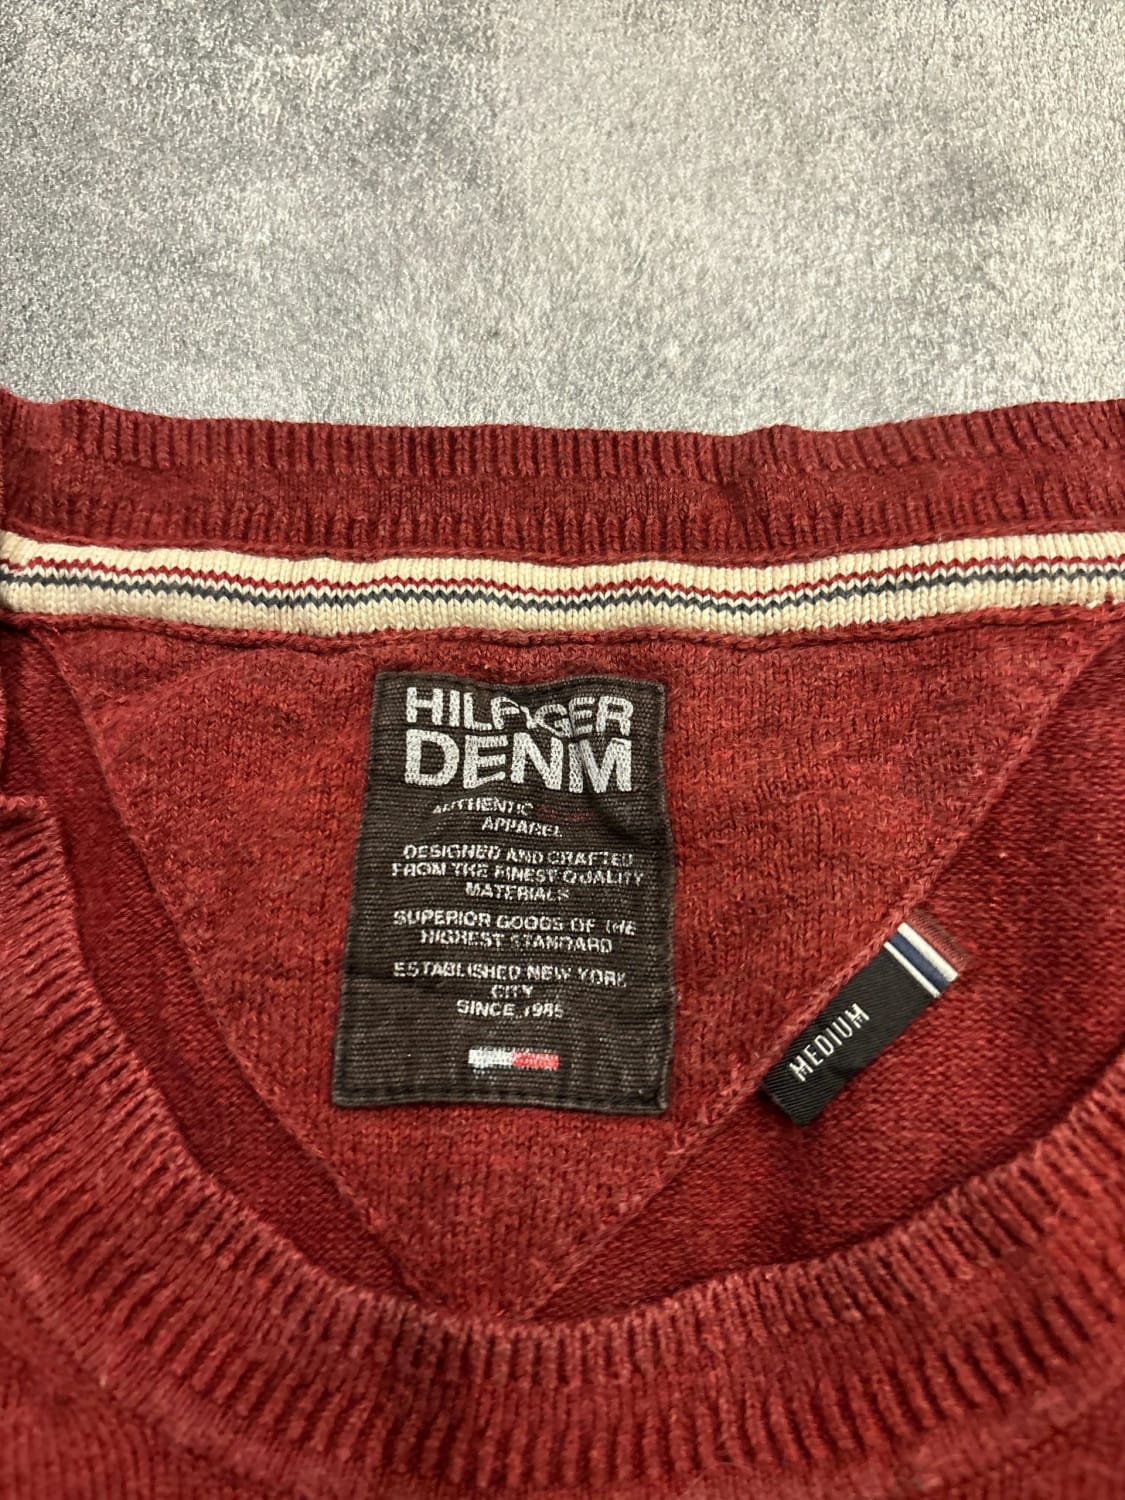 HILFIGER
DENIM
AUTHENTIC
APPAREL
DESIGNED AND CRAFTED
FROM THE FINEST QUALITY
MATERIALS
SUPERIOR GOODS OF THE
HIGHEST STANDARD
ESTABLISHED NEW YORK
CITY
SINCE 1985
MEDIUM